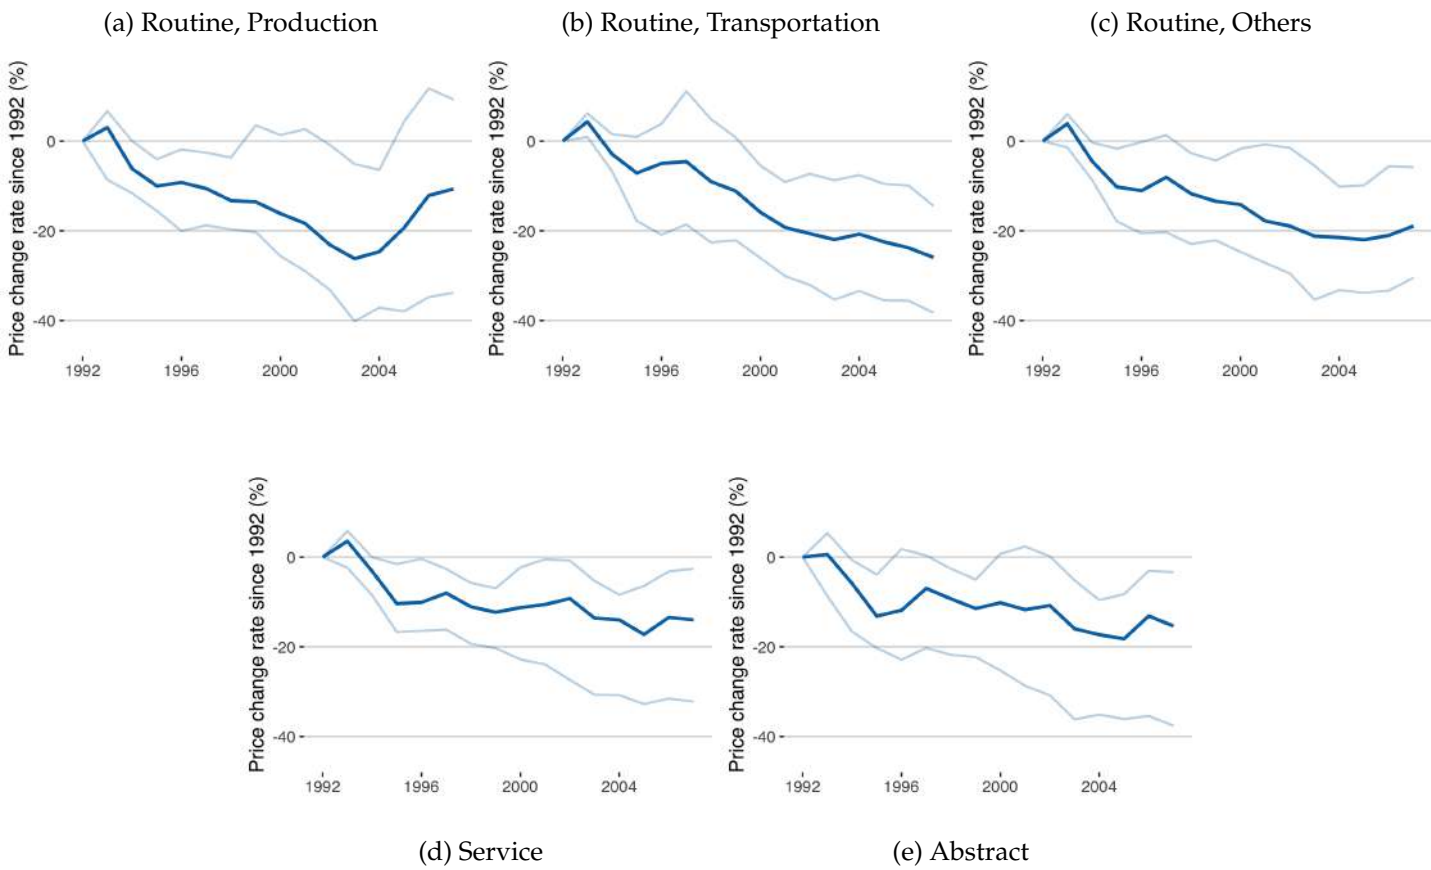 (a) Routine, Production
(b) Routine, Transportation
(c) Routine, Others
Price change rate since 1992 (%)
0
-20
-40
1992 1996 2000 2004
Price change rate since 1992 (%)
0
-20
-40
1992 1996 2000 2004
Price change rate since 1992 (%)
0
-20
-40
1992 1996 2000 2004
Price change rate since 1992 (%)
0
-20
-40
1992 1996 2000 2004
Price change rate since 1992 (%)
0
-20
-40
1992 1996 2000 2004
(d) Service
(e) Abstract